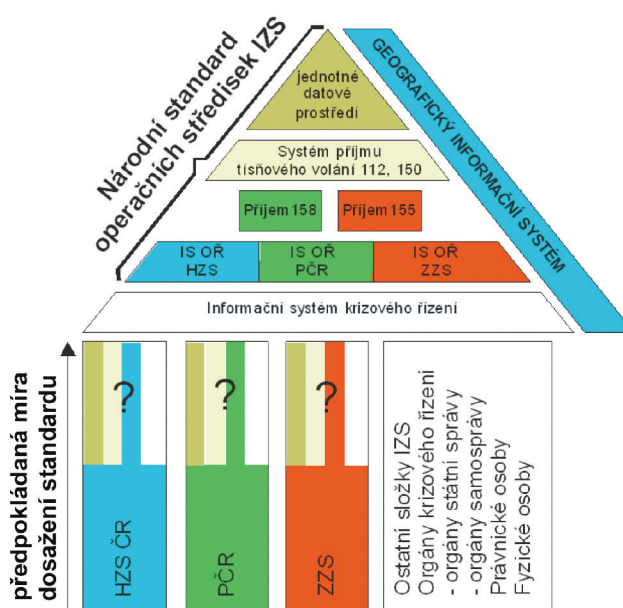 Národní standard
operačních středisek IZS
GEOGRAFICKÝ INFORMAČNÍ SYSTÉM
jednotné
datové
prostředí
Systém příjmu
tísňového volání 112, 150
Příjem 158
Příjem 155
IS OŘ
HZS
IS OŘ
PČR
IS OŘ
ZZS
Informační systém krizového řízení
předpokládaná míra
dosažení standardu
?
HZS ČR
?
PČR
?
ZZS
Ostatní složky IZS
Orgány krizového řízení
- orgány státní správy
- orgány samosprávy
Právnické osoby
Fyzické osoby